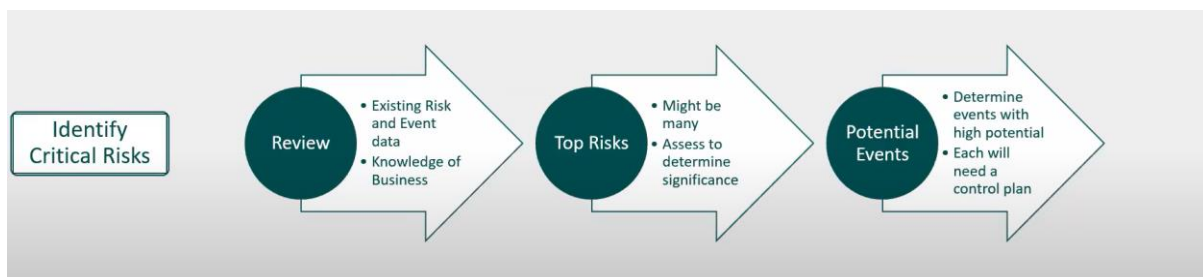 Identify
Critical Risks
Review
• Existing Risk
and Event
data
• Knowledge of
Business
Top Risks
• Might be
many
• Assess to
determine
significance
Potential
Events
• Determine
events with
high potential
• Each will
need a
control plan